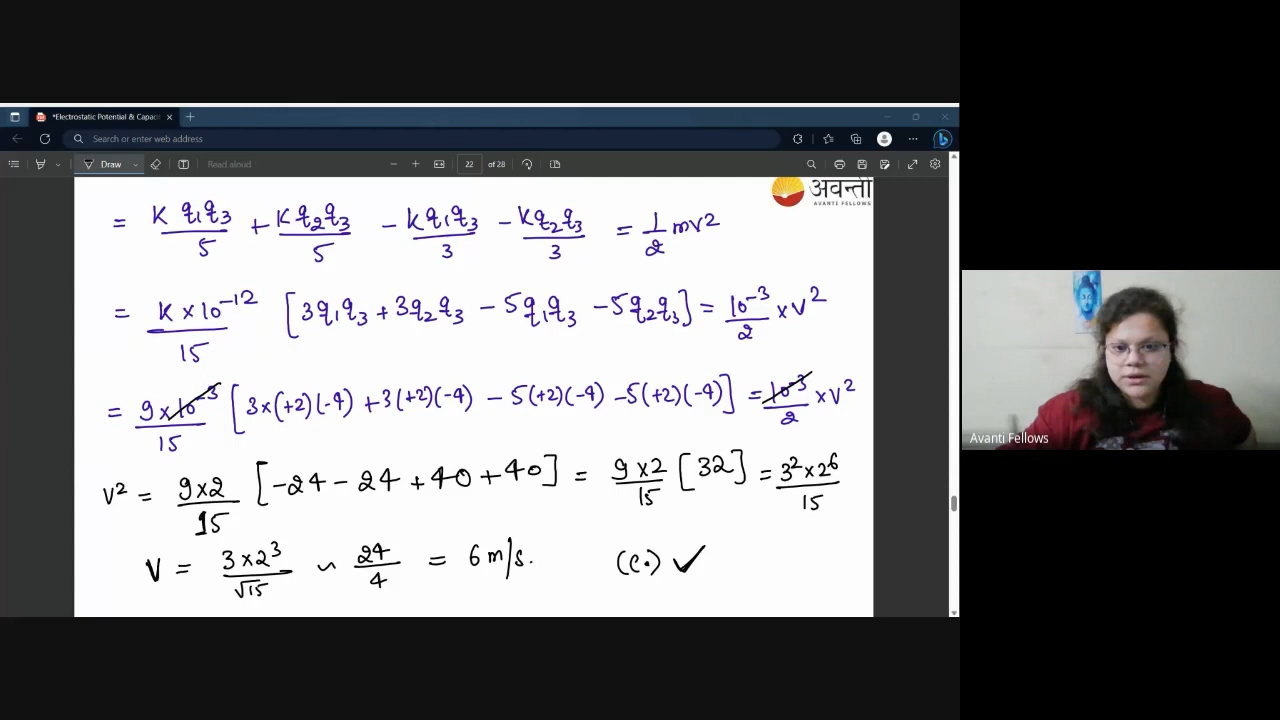 *Electrostatic Potential & Capac
Search or enter web address
Draw
Read aloud
22 of 28
अवन्ती
AVANTI FELLOWS
= K q₁q₃/5 + Kq₂q₃/5 - Kq₁q₃/3 - Kq₂q₃/3 = 1/2 mv²
= K × 10⁻¹²/15 [3q₁q₃ + 3q₂q₃ - 5q₁q₃ - 5q₂q₃] = 10⁻³/2 × v²
= 9 × 10⁻³/15 [3×(+2)(-4) + 3(+2)(-4) - 5(+2)(-4) - 5(+2)(-4)] = 10⁻³/2 × v²
v² = 9×2/15 [-24 - 24 + 40 + 40] = 9×2/15 [32] = 3²×2⁶/15
V = 3×2³/√15 ~ 24/4 = 6 m/s. (c.) ✓
Avanti Fellows